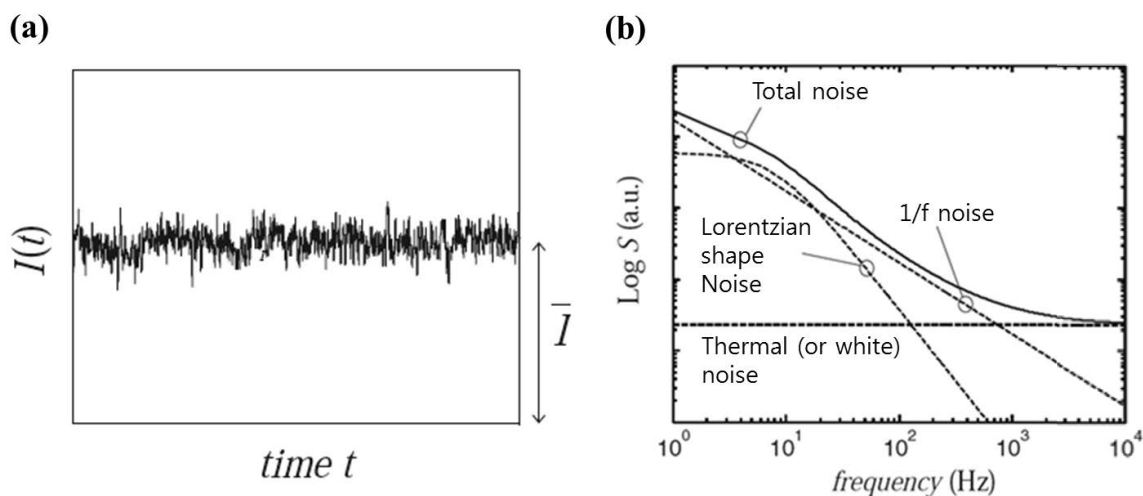 (a)
I(t)
I
time t
(b)
Log S (a.u.)
Total noise
1/f noise
Lorentzian
shape
Noise
Thermal (or white)
noise
10⁰ 10¹ 10² 10³ 10⁴
frequency (Hz)